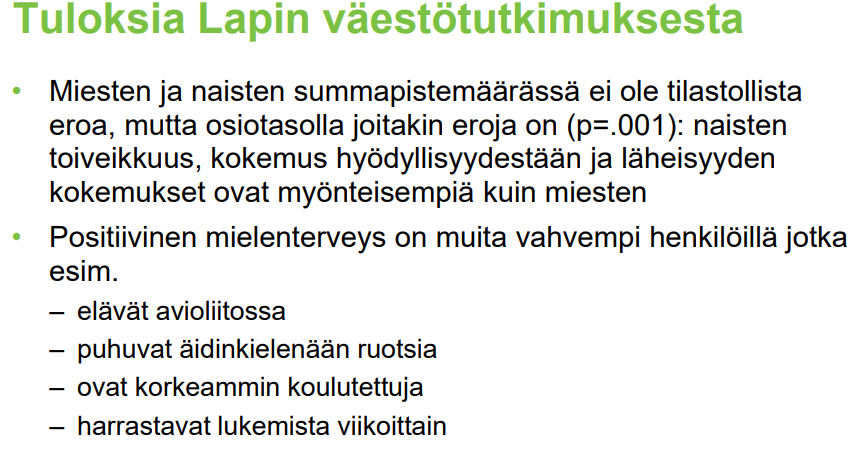 Tuloksia Lapin väestötutkimuksesta
• Miesten ja naisten summapistemäärässä ei ole tilastollista
eroa, mutta osiotasolla joitakin eroja on (p=.001): naisten
toiveikkuus, kokemus hyödyllisyydestään ja läheisyyden
kokemukset ovat myönteisempiä kuin miesten
• Positiivinen mielenterveys on muita vahvempi henkilöillä jotka
esim.
– elävät avioliitossa
– puhuvat äidinkielenään ruotsia
– ovat korkeammin koulutettuja
– harrastavat lukemista viikoittain